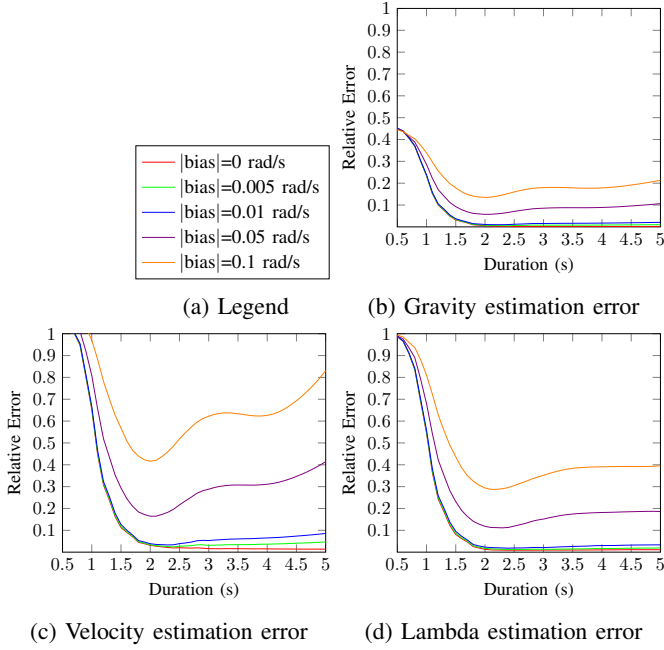 |bias|=0 rad/s
|bias|=0.005 rad/s
|bias|=0.01 rad/s
|bias|=0.05 rad/s
|bias|=0.1 rad/s
(a) Legend
1
0.9
0.8
0.7
0.6
0.5
0.4
0.3
0.2
0.1
Relative Error
0.5 1 1.5 2 2.5 3 3.5 4 4.5 5
Duration (s)
(b) Gravity estimation error
1
0.9
0.8
0.7
0.6
0.5
0.4
0.3
0.2
0.1
Relative Error
0.5 1 1.5 2 2.5 3 3.5 4 4.5 5
Duration (s)
(c) Velocity estimation error
1
0.9
0.8
0.7
0.6
0.5
0.4
0.3
0.2
0.1
Relative Error
0.5 1 1.5 2 2.5 3 3.5 4 4.5 5
Duration (s)
(d) Lambda estimation error